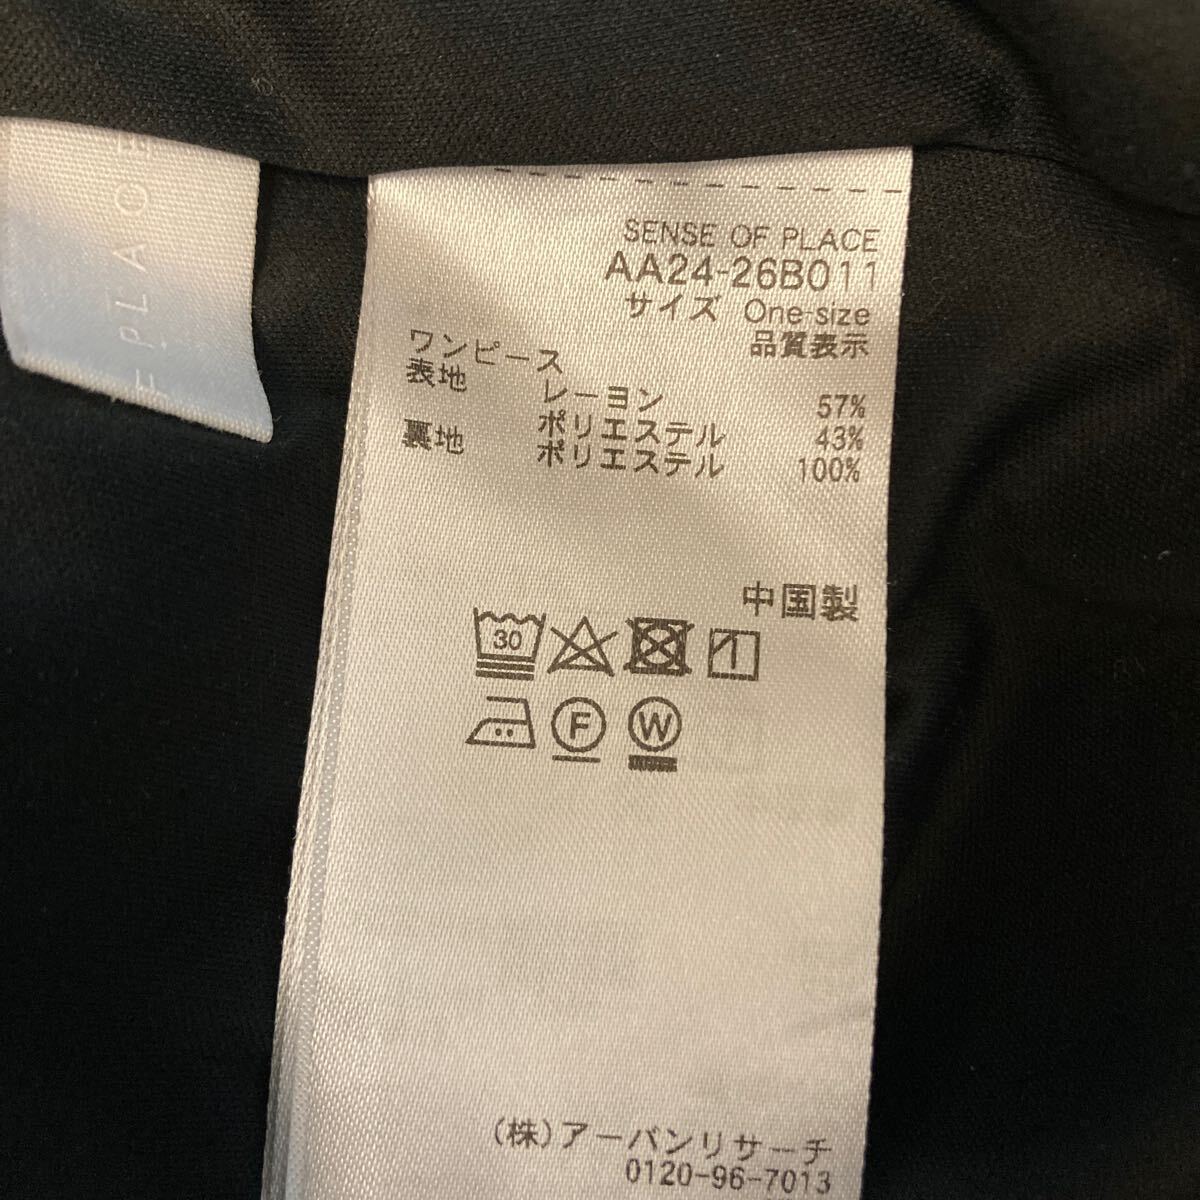 F PLACE
SENSE OF PLACE
AA24-26B011
サイズ One-size
品質表示
ワンピース
表地 レーヨン 57%
ポリエステル 43%
裏地 ポリエステル 100%
中国製
30
F W
(株)アーバンリサーチ
0120-96-7013